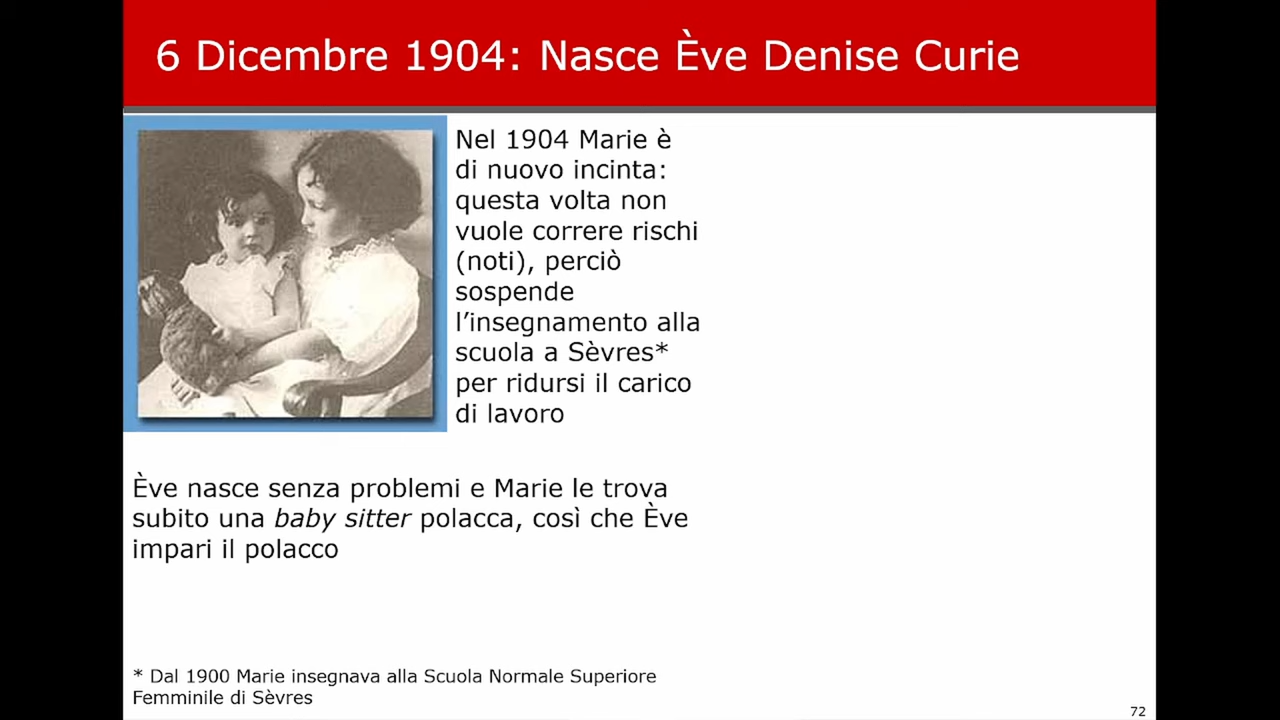 6 Dicembre 1904: Nasce Ève Denise Curie
Nel 1904 Marie è
di nuovo incinta:
questa volta non
vuole correre rischi
(noti), perciò
sospende
l’insegnamento alla
scuola a Sèvres*
per ridursi il carico
di lavoro
Ève nasce senza problemi e Marie le trova
subito una baby sitter polacca, così che Ève
impari il polacco
* Dal 1900 Marie insegnava alla Scuola Normale Superiore
Femminile di Sèvres
72